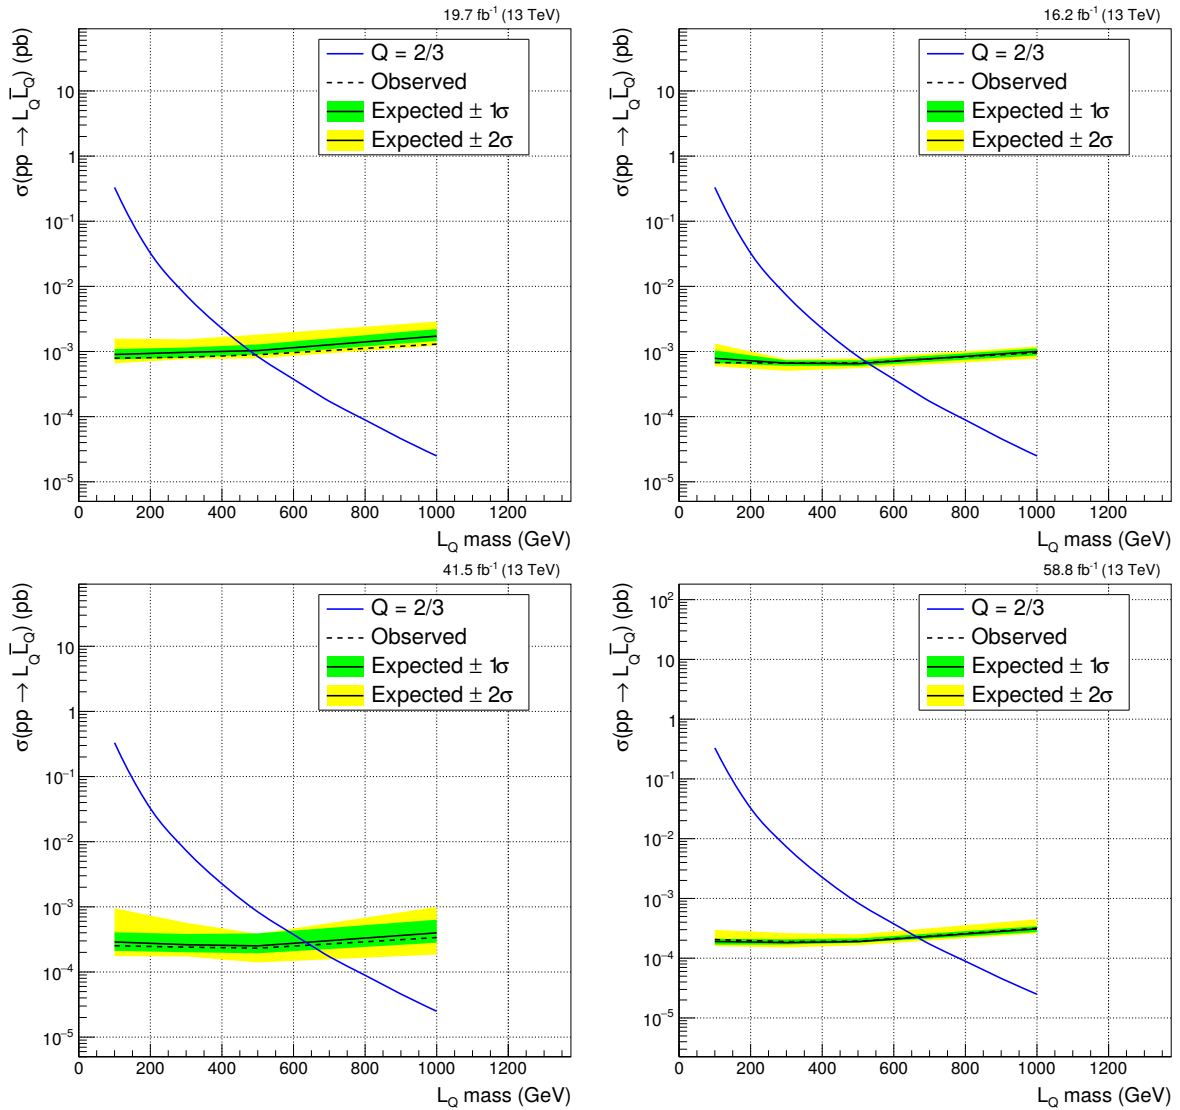 19.7 fb⁻¹ (13 TeV)
σ(pp → L_Q L̅_Q) (pb)
Q = 2/3
Observed
Expected ± 1σ
Expected ± 2σ
10
1
10⁻¹
10⁻²
10⁻³
10⁻⁴
10⁻⁵
0 200 400 600 800 1000 1200
L_Q mass (GeV)
16.2 fb⁻¹ (13 TeV)
σ(pp → L_Q L̅_Q) (pb)
Q = 2/3
Observed
Expected ± 1σ
Expected ± 2σ
10
1
10⁻¹
10⁻²
10⁻³
10⁻⁴
10⁻⁵
0 200 400 600 800 1000 1200
L_Q mass (GeV)
41.5 fb⁻¹ (13 TeV)
σ(pp → L_Q L̅_Q) (pb)
Q = 2/3
Observed
Expected ± 1σ
Expected ± 2σ
10
1
10⁻¹
10⁻²
10⁻³
10⁻⁴
10⁻⁵
0 200 400 600 800 1000 1200
L_Q mass (GeV)
58.8 fb⁻¹ (13 TeV)
σ(pp → L_Q L̅_Q) (pb)
Q = 2/3
Observed
Expected ± 1σ
Expected ± 2σ
10²
10
1
10⁻¹
10⁻²
10⁻³
10⁻⁴
10⁻⁵
0 200 400 600 800 1000 1200
L_Q mass (GeV)